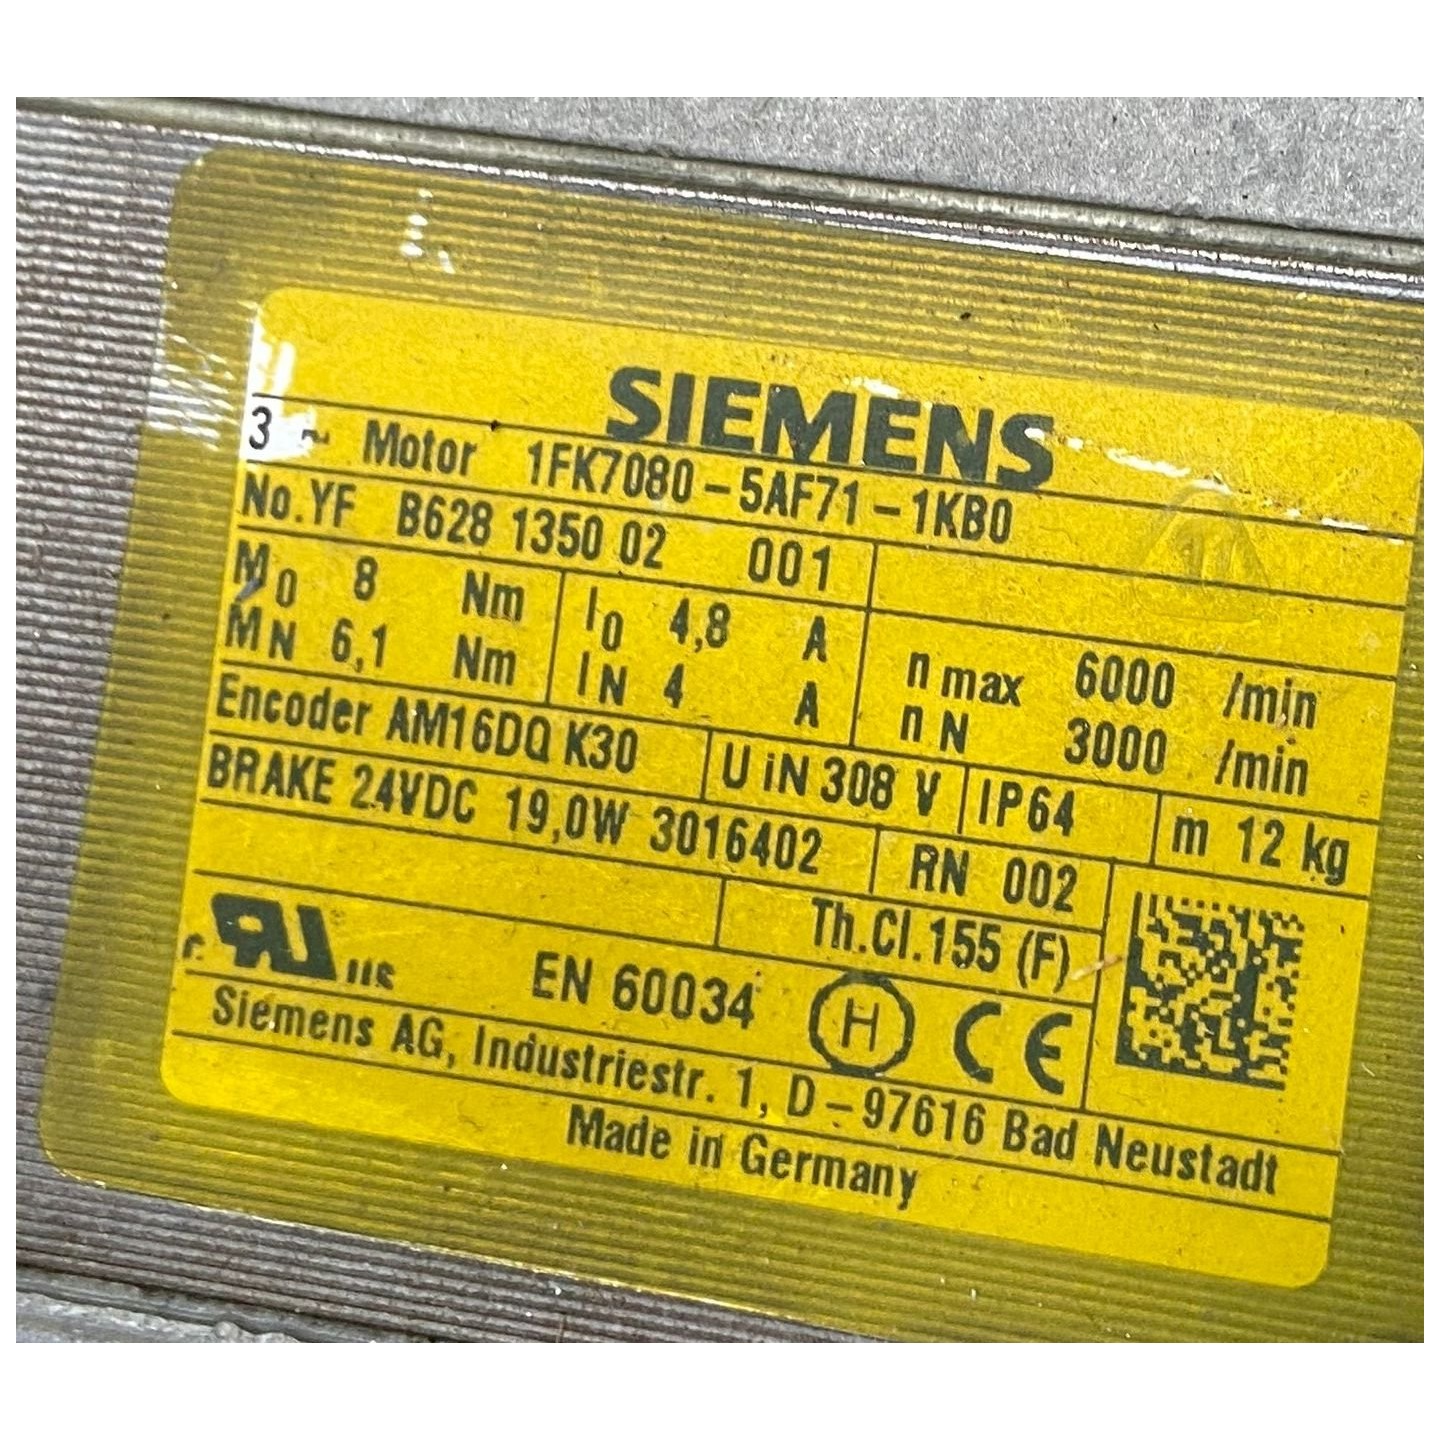 SIEMENS
3 ~ Motor 1FK7080-5AF71-1KB0
No.YF B628 1350 02 001
M0 8 Nm I0 4,8 A n max 6000 /min
MN 6,1 Nm IN 4 A n N 3000 /min
Encoder AM16DQ K30 U iN 308 V IP64 m 12 kg
BRAKE 24VDC 19,0W 3016402 RN 002
Th.Cl.155 (F)
c RU us EN 60034 H CE
Siemens AG, Industriestr. 1, D-97616 Bad Neustadt
Made in Germany